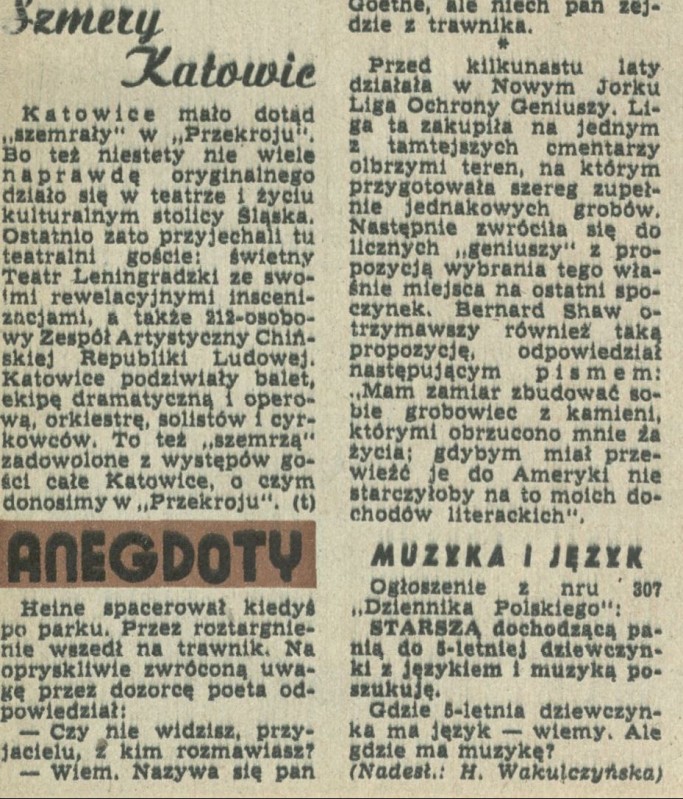 Szmery
Katowic
Katowice mało dotąd
„szemrały" w „Przekroju".
Bo też niestety nie wiele
naprawdę oryginalnego
działo się w teatrze i życiu
kulturalnym stolicy Śląska.
Ostatnio zato przyjechali tu
teatralni goście: świetny
Teatr Leningradzki ze swo-
imi rewelacyjnymi insceni-
zacjami, a także 212-osobo-
wy Zespół Artystyczny Chiń-
skiej Republiki Ludowej.
Katowice podziwiały balet,
ekipę dramatyczną i opero-
wą, orkiestrę, solistów i cyr-
kowców. To też „szemrzą"
zadowolone z występów go-
ści całe Katowice, o czym
donosimy w „Przekroju". (t)
ANEGDOTY
Heine spacerował kiedyś
po parku. Przez roztargnie-
nie wszedł na trawnik. Na
opryskliwie zwróconą uwa-
gę przez dozorcę poeta od-
powiedział:
— Czy nie widzisz, przy-
jacielu, z kim rozmawiasz?
— Wiem. Nazywa się pan
Goethe, ale niech pan zej-
dzie z trawnika.
*
Przed kilkunastu laty
działała w Nowym Jorku
Liga Ochrony Geniuszy. Li-
ga ta zakupiła na jednym
z tamtejszych cmentarzy
olbrzymi teren, na którym
przygotowała szereg zupeł-
nie jednakowych grobów.
Następnie zwróciła się do
licznych „geniuszy" z pro-
pozycją wybrania tego wła-
śnie miejsca na ostatni spo-
czynek. Bernard Shaw o-
trzymawszy również taką
propozycję, odpowiedział
następującym pismem:
„Mam zamiar zbudować so-
bie grobowiec z kamieni,
którymi obrzucono mnie za
życia; gdybym miał prze-
wieźć je do Ameryki nie
starczyłoby na to moich do-
chodów literackich".
MUZYKA I JĘZYK
Ogłoszenie z nru 307
„Dziennika Polskiego":
STARSZĄ dochodzącą pa-
nią do 5-letniej dziewczyn-
ki z językiem i muzyką po-
szukuję.
Gdzie 5-letnia dziewczyn-
ka ma język — wiemy. Ale
gdzie ma muzykę?
(Nadesł.: H. Wakulczyńska)